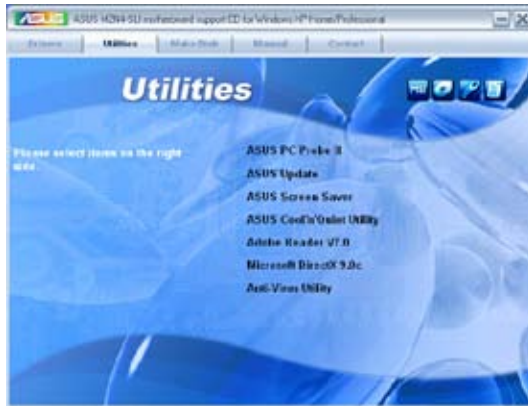 ASUS M2N4-SLI motherboard support CD for Windows XP Home/Professional
Drivers Utilities Make Disk Manual Contact
Utilities
Please select items on the right side.
ASUS PC Probe II
ASUS Update
ASUS Screen Saver
ASUS Cool'n'Quiet Utility
Adobe Reader V7.0
Microsoft DirectX 9.0c
Anti-Virus Utility